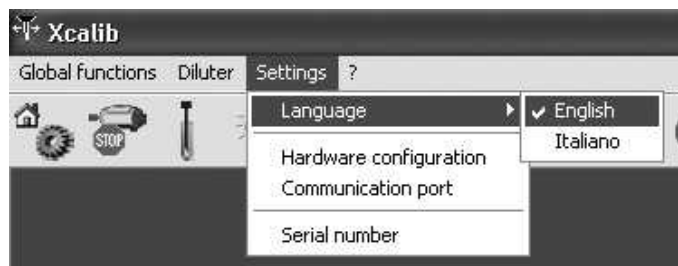 Xcalib
Global functions Diluter Settings ?
Language
English
Italiano
STOP
Hardware configuration
Communication port
Serial number